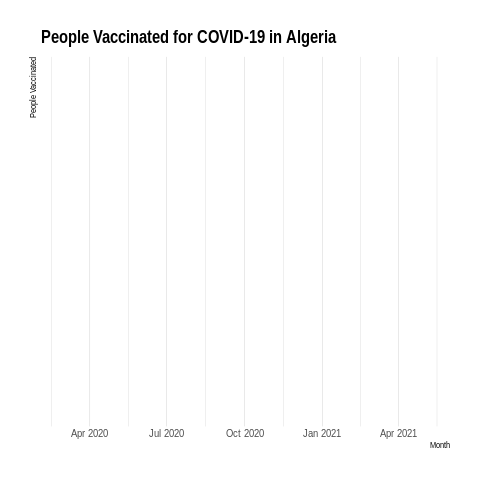 People Vaccinated for COVID-19 in Algeria
People Vaccinated
Apr 2020
Jul 2020
Oct 2020
Jan 2021
Apr 2021
Month